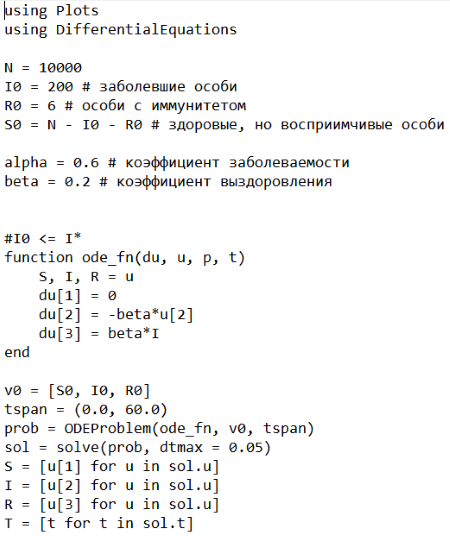 using Plots
using DifferentialEquations
N = 10000
I0 = 200 # заболевшие особи
R0 = 6 # особи с иммунитетом
S0 = N - I0 - R0 # здоровые, но восприимчивые особи
alpha = 0.6 # коэффициент заболеваемости
beta = 0.2 # коэффициент выздоровления
#I0 <= I*
function ode_fn(du, u, p, t)
    S, I, R = u
    du[1] = 0
    du[2] = -beta*u[2]
    du[3] = beta*I
end
v0 = [S0, I0, R0]
tspan = (0.0, 60.0)
prob = ODEProblem(ode_fn, v0, tspan)
sol = solve(prob, dtmax = 0.05)
S = [u[1] for u in sol.u]
I = [u[2] for u in sol.u]
R = [u[3] for u in sol.u]
T = [t for t in sol.t]